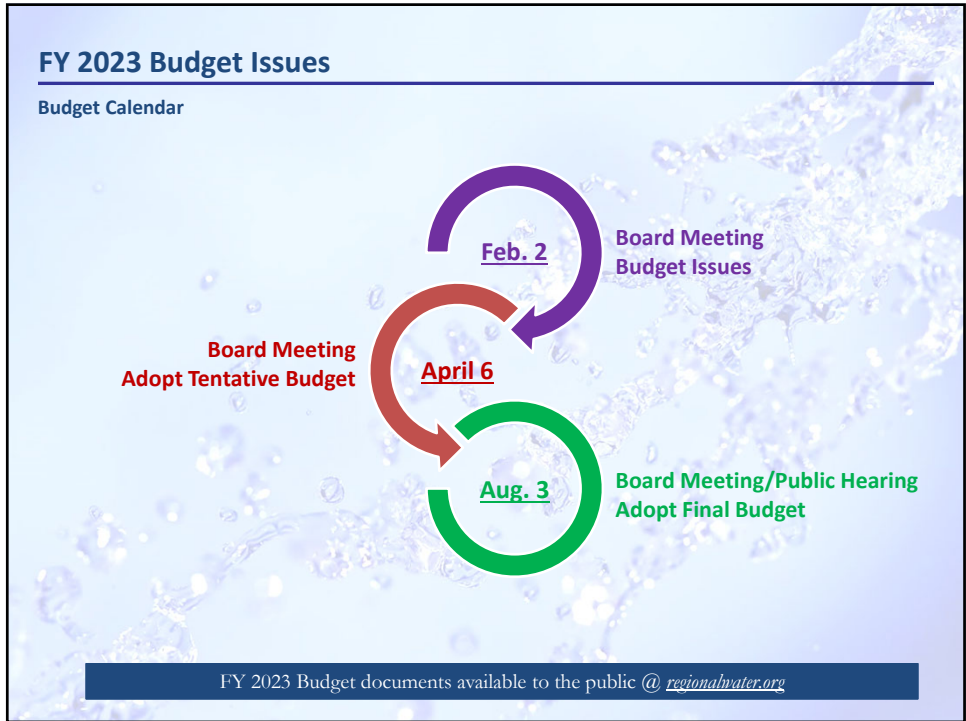 FY 2023 Budget Issues
Budget Calendar
Feb. 2
Board Meeting
Budget Issues
Board Meeting
Adopt Tentative Budget
April 6
Aug. 3
Board Meeting/Public Hearing
Adopt Final Budget
FY 2023 Budget documents available to the public @ regionalwater.org